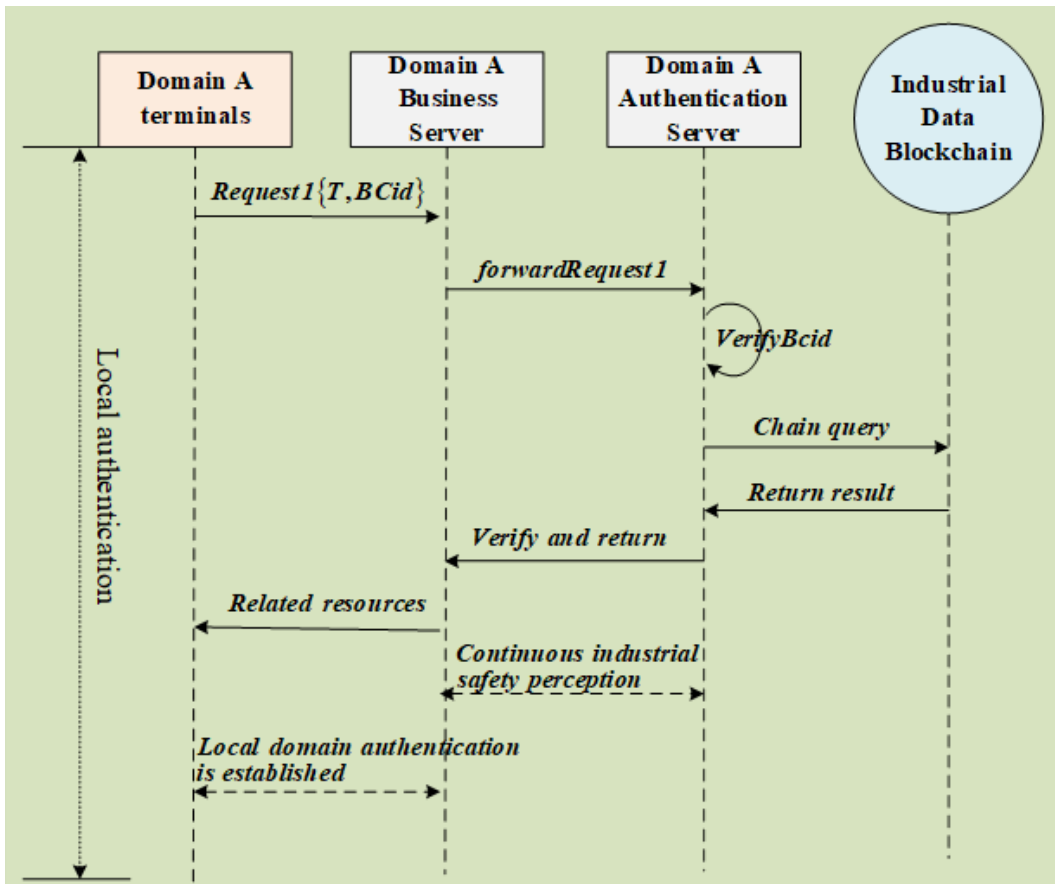 Domain A
terminals
Domain A
Business
Server
Domain A
Authentication
Server
Industrial
Data
Blockchain
Request1{T,BCid}
forwardRequest1
VerifyBcid
Chain query
Return result
Verify and return
Related resources
Continuous industrial
safety perception
Local domain authentication
is established
Local authentication